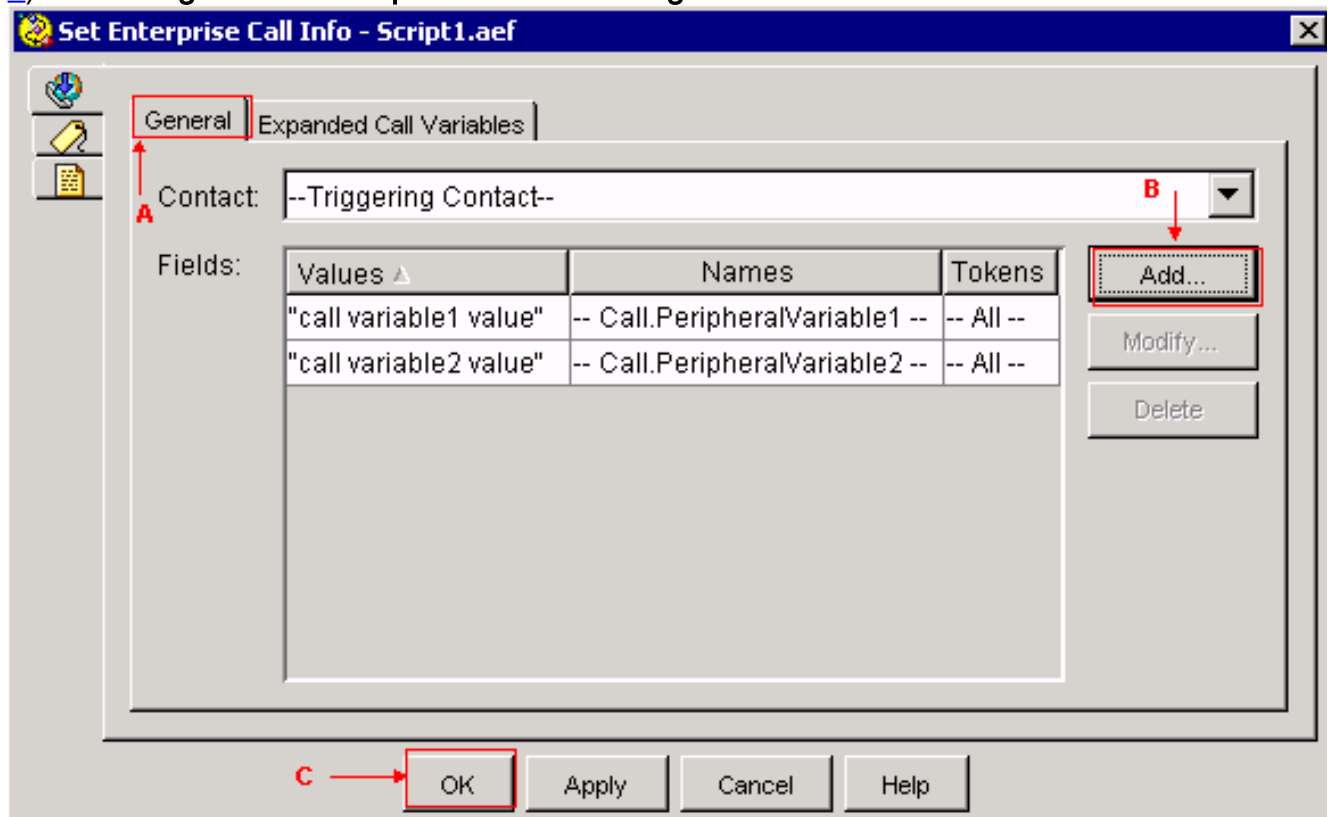 Set Enterprise Call Info - Script1.aef
General Expanded Call Variables
A Contact: --Triggering Contact-- B
Fields: Values Names Tokens Add...
"call variable1 value" -- Call.PeripheralVariable1 -- -- All --
"call variable2 value" -- Call.PeripheralVariable2 -- -- All --
Modify...
Delete
C OK Apply Cancel Help